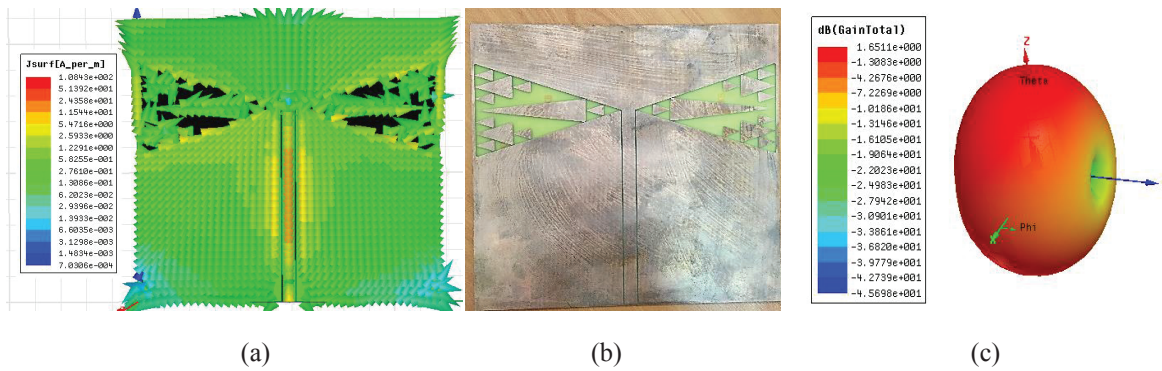 Jsurf[A_per_m]
1.0843e+002
5.1392e+001
2.4358e+001
1.1544e+001
5.4716e+000
2.5933e+000
1.2291e+000
5.8255e-001
2.7610e-001
1.3086e-001
6.2023e-002
2.9396e-002
1.3933e-002
6.6035e-003
3.1298e-003
1.4834e-003
7.0306e-004
(a)
(b)
dB(GainTotal)
1.6511e+000
-1.3083e+000
-4.2676e+000
-7.2269e+000
-1.0186e+001
-1.3146e+001
-1.6105e+001
-1.9064e+001
-2.2023e+001
-2.4983e+001
-2.7942e+001
-3.0901e+001
-3.3861e+001
-3.6820e+001
-3.9779e+001
-4.2739e+001
-4.5698e+001
Z
Theta
Phi
X
(c)